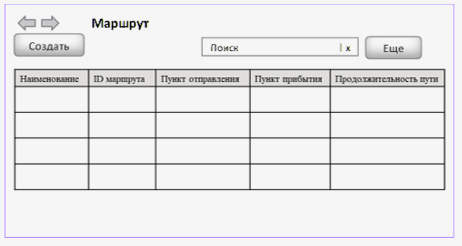 Маршрут
Создать
Поиск x Еще
Наименование ID маршрута Пункт отправления Пункт прибытия Продолжительность пути